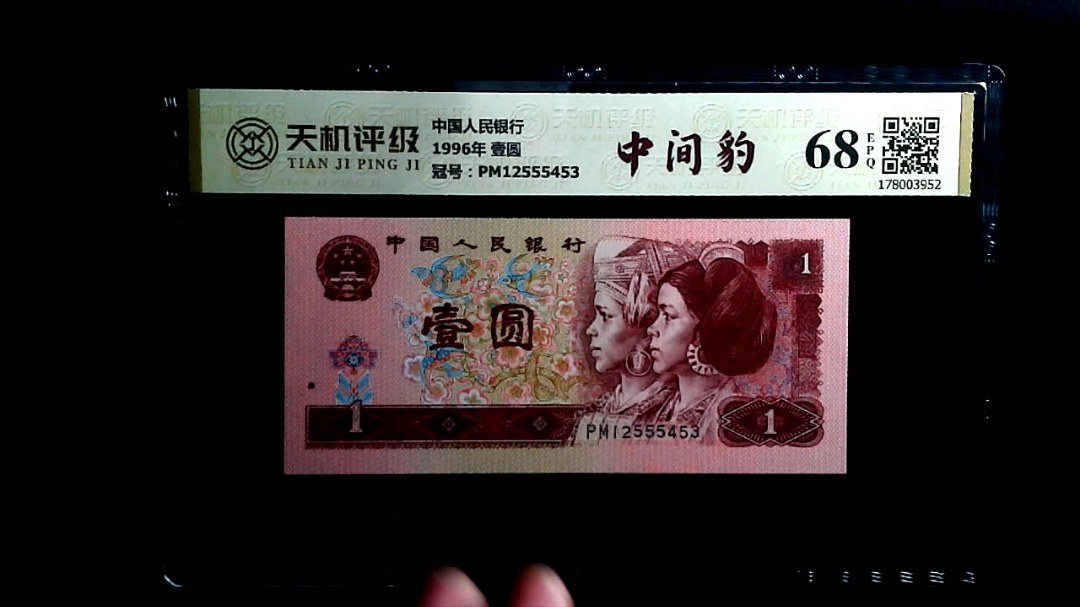 天机评级
TIAN JI PING JI
中国人民银行
1996年 壹圆
冠号：PM12555453
中间豹
68
EPQ
178003952
中国人民银行
1
壹圆
1
PM12555453
1